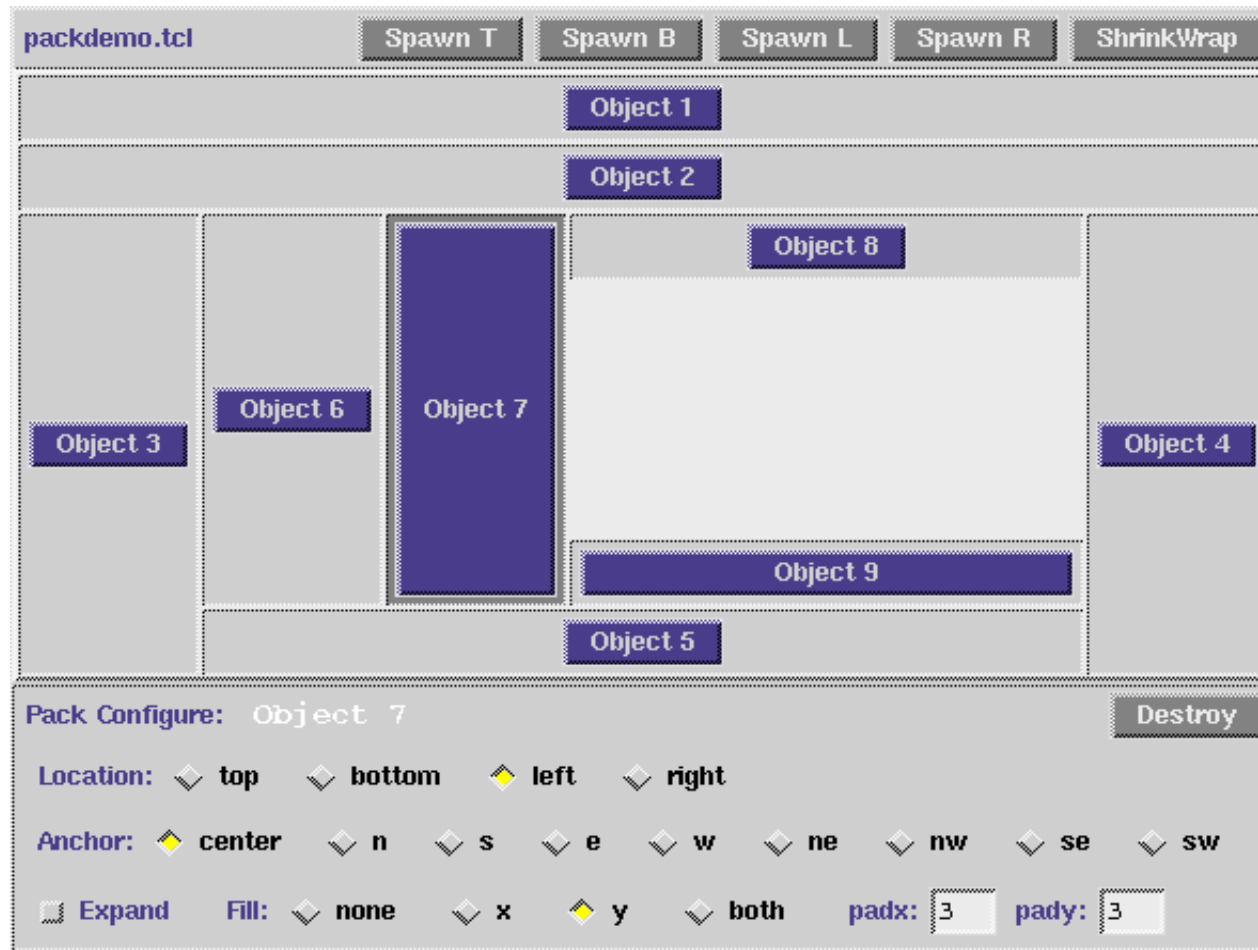 packdemo.tcl Spawn T Spawn B Spawn L Spawn R ShrinkWrap
Object 1
Object 2
Object 8
Object 6 Object 7
Object 3 Object 4
Object 9
Object 5
Pack Configure: Object 7 Destroy
Location: top bottom left right
Anchor: center n s e w ne nw se sw
Expand Fill: none x y both padx: 3 pady: 3